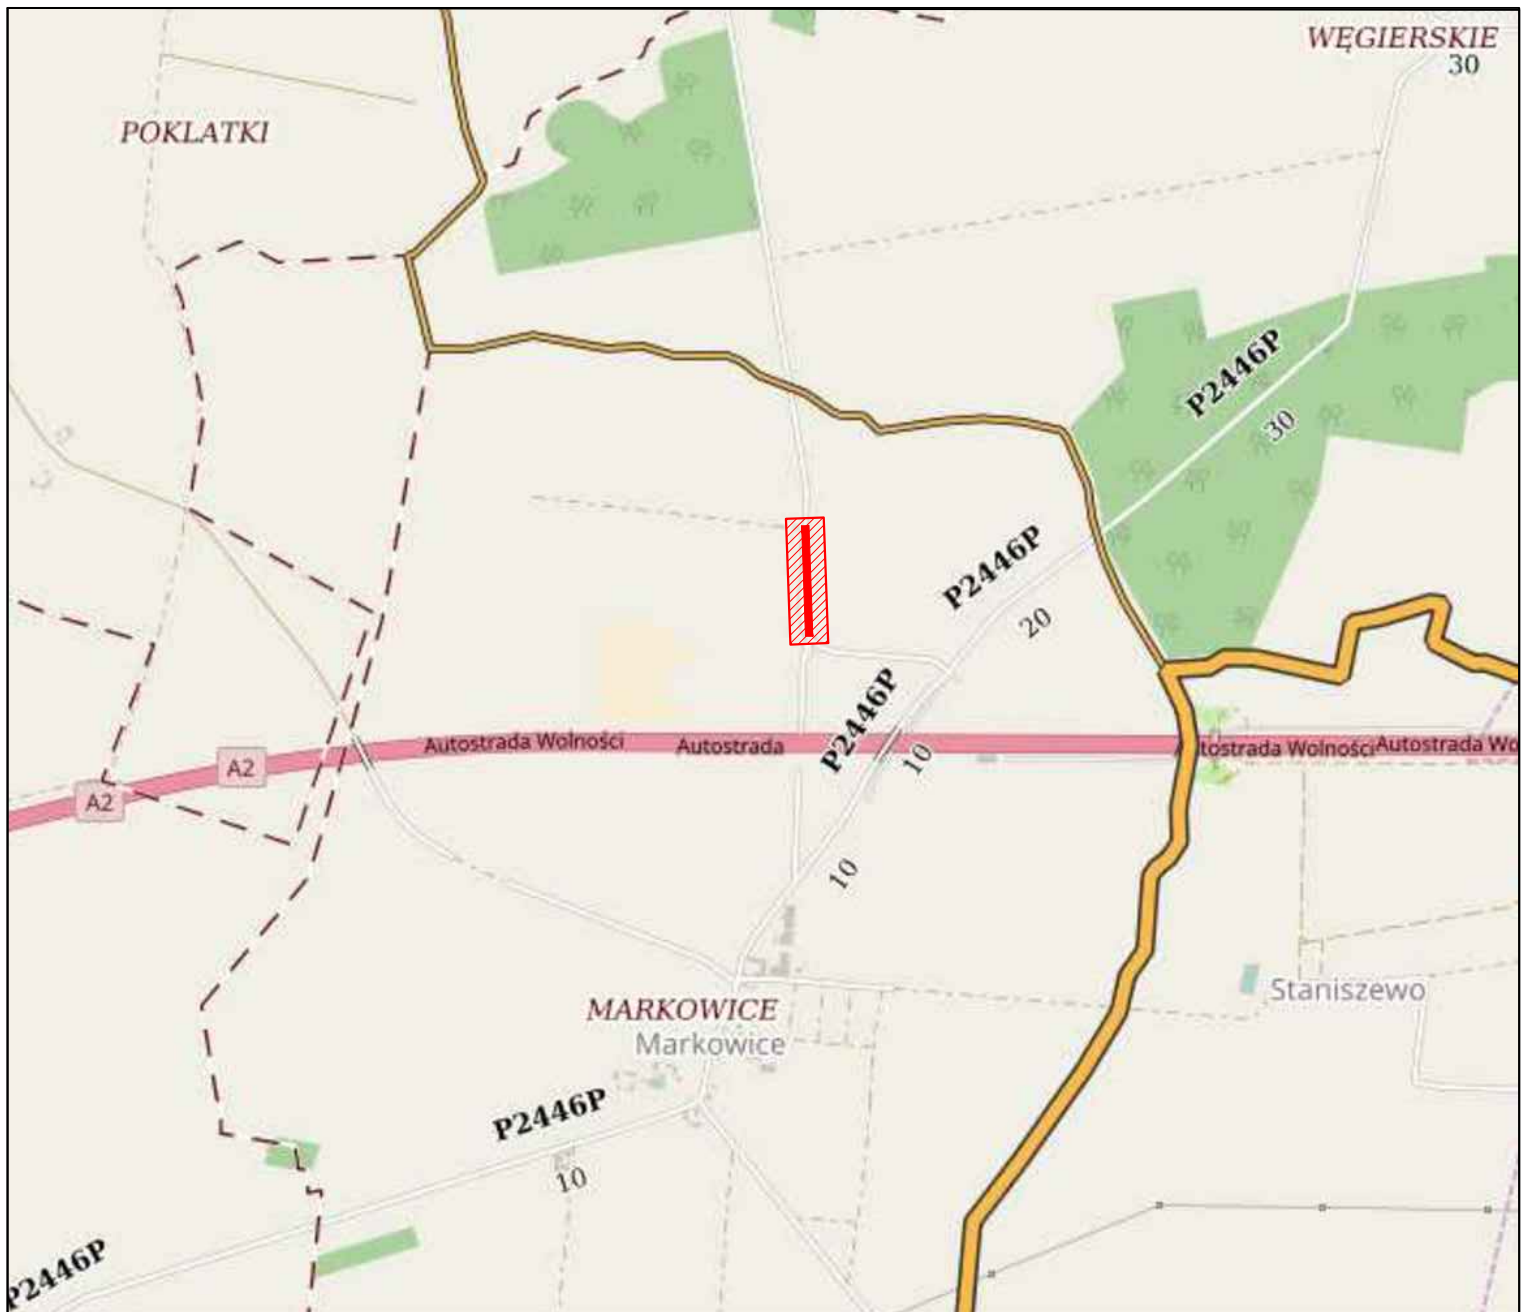 WĘGIERSKIE
30
POKLATKI
P2446P
30
P2446P
20
P2446P
Autostrada Wolności
Autostrada
10
Autostrada Wolności
Autostrada Wo
A2
A2
10
Staniszewo
MARKOWICE
Markowice
P2446P
10
P2446P